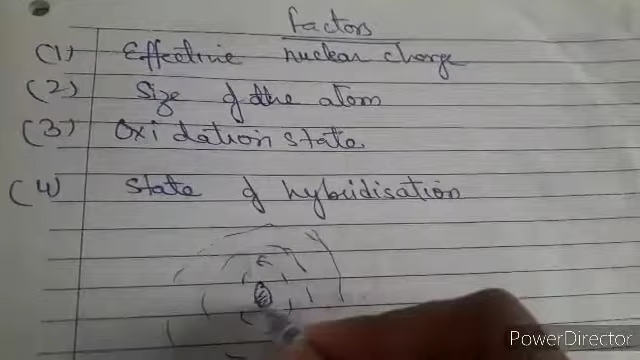 factors
(1) Effective nuclear charge
(2) Size of the atom
(3) Oxidation state
(4) State of hybridisation
PowerDirector